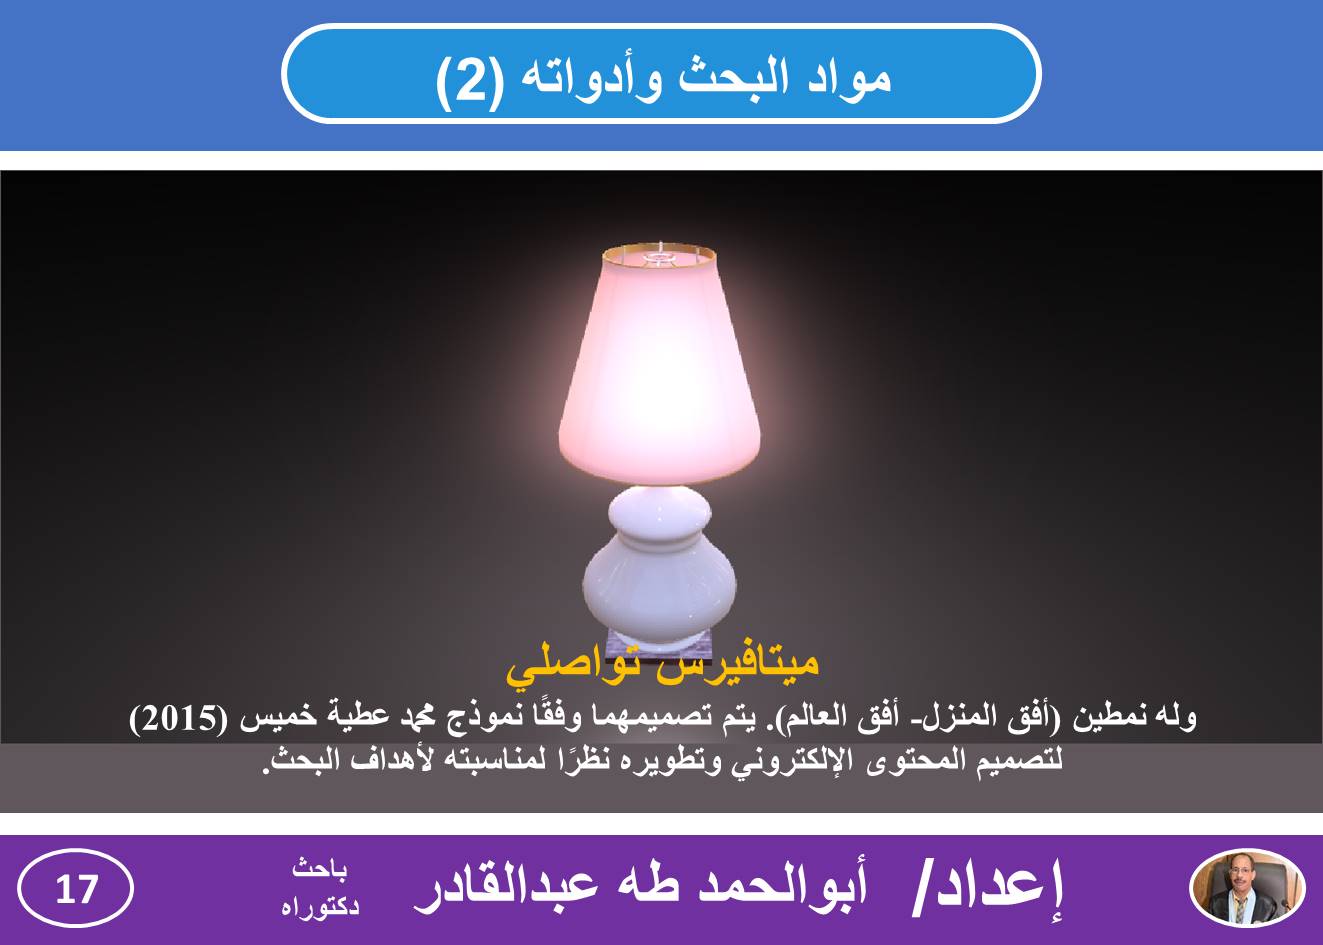 مواد البحث وأدواته (2)
ميتافيرس تواصلي
وله نمطين (أفق المنزل- أفق العالم). يتم تصميمهما وفقًا نموذج محمد عطية خميس (2015)
لتصميم المحتوى الإلكتروني وتطويره نظرًا لمناسبته لأهداف البحث.
إعداد/ أبوالحمد طه عبدالقادر
باحث
دكتوراه
17